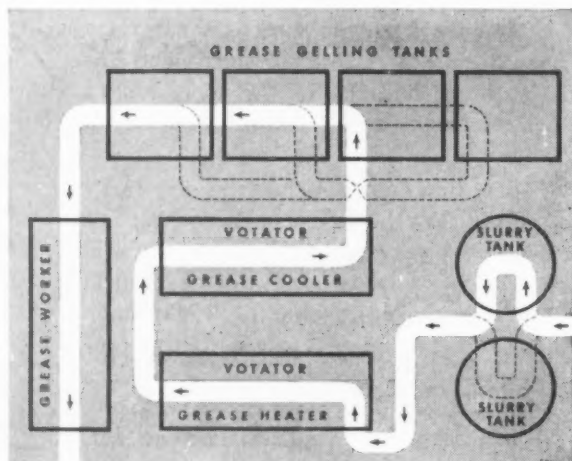 GREASE GELLING TANKS
VOTATOR
GREASE COOLER
SLURRY
TANK
GREASE-WORKER
VOTATOR
GREASE HEATER
SLURRY
TANK